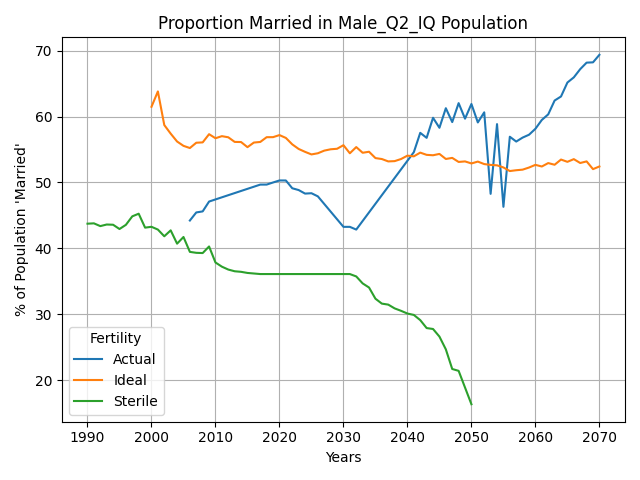 Proportion Married in Male_Q2_IQ Population
% of Population 'Married'
70
60
50
40
30
20
Fertility
Actual
Ideal
Sterile
1990 2000 2010 2020 2030 2040 2050 2060 2070
Years